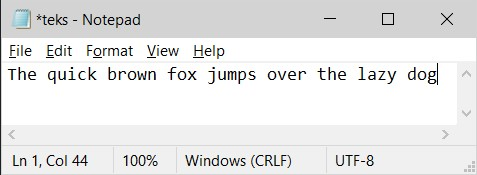 *teks - Notepad
File Edit Format View Help
The quick brown fox jumps over the lazy dog
Ln 1, Col 44 100% Windows (CRLF) UTF-8